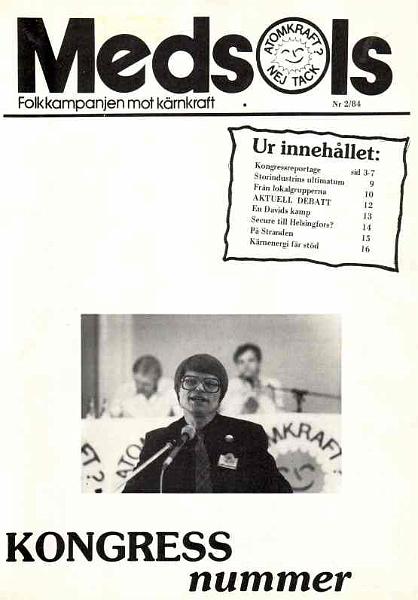 Medsols
ATOMKRAFT?
NEJ TACK
Folkkampanjen mot kärnkraft
Nr 2/84
Ur innehållet:
Kongressreportage sid 3-7
Storindustrins ultimatum 9
Från lokalgrupperna 10
AKTUELL DEBATT 12
En Davids kamp 13
Secure till Helsingfors? 14
På Stranden 15
Kärnenergi får stöd 16
ATO
MKRAFT?
KONGRESS
nummer